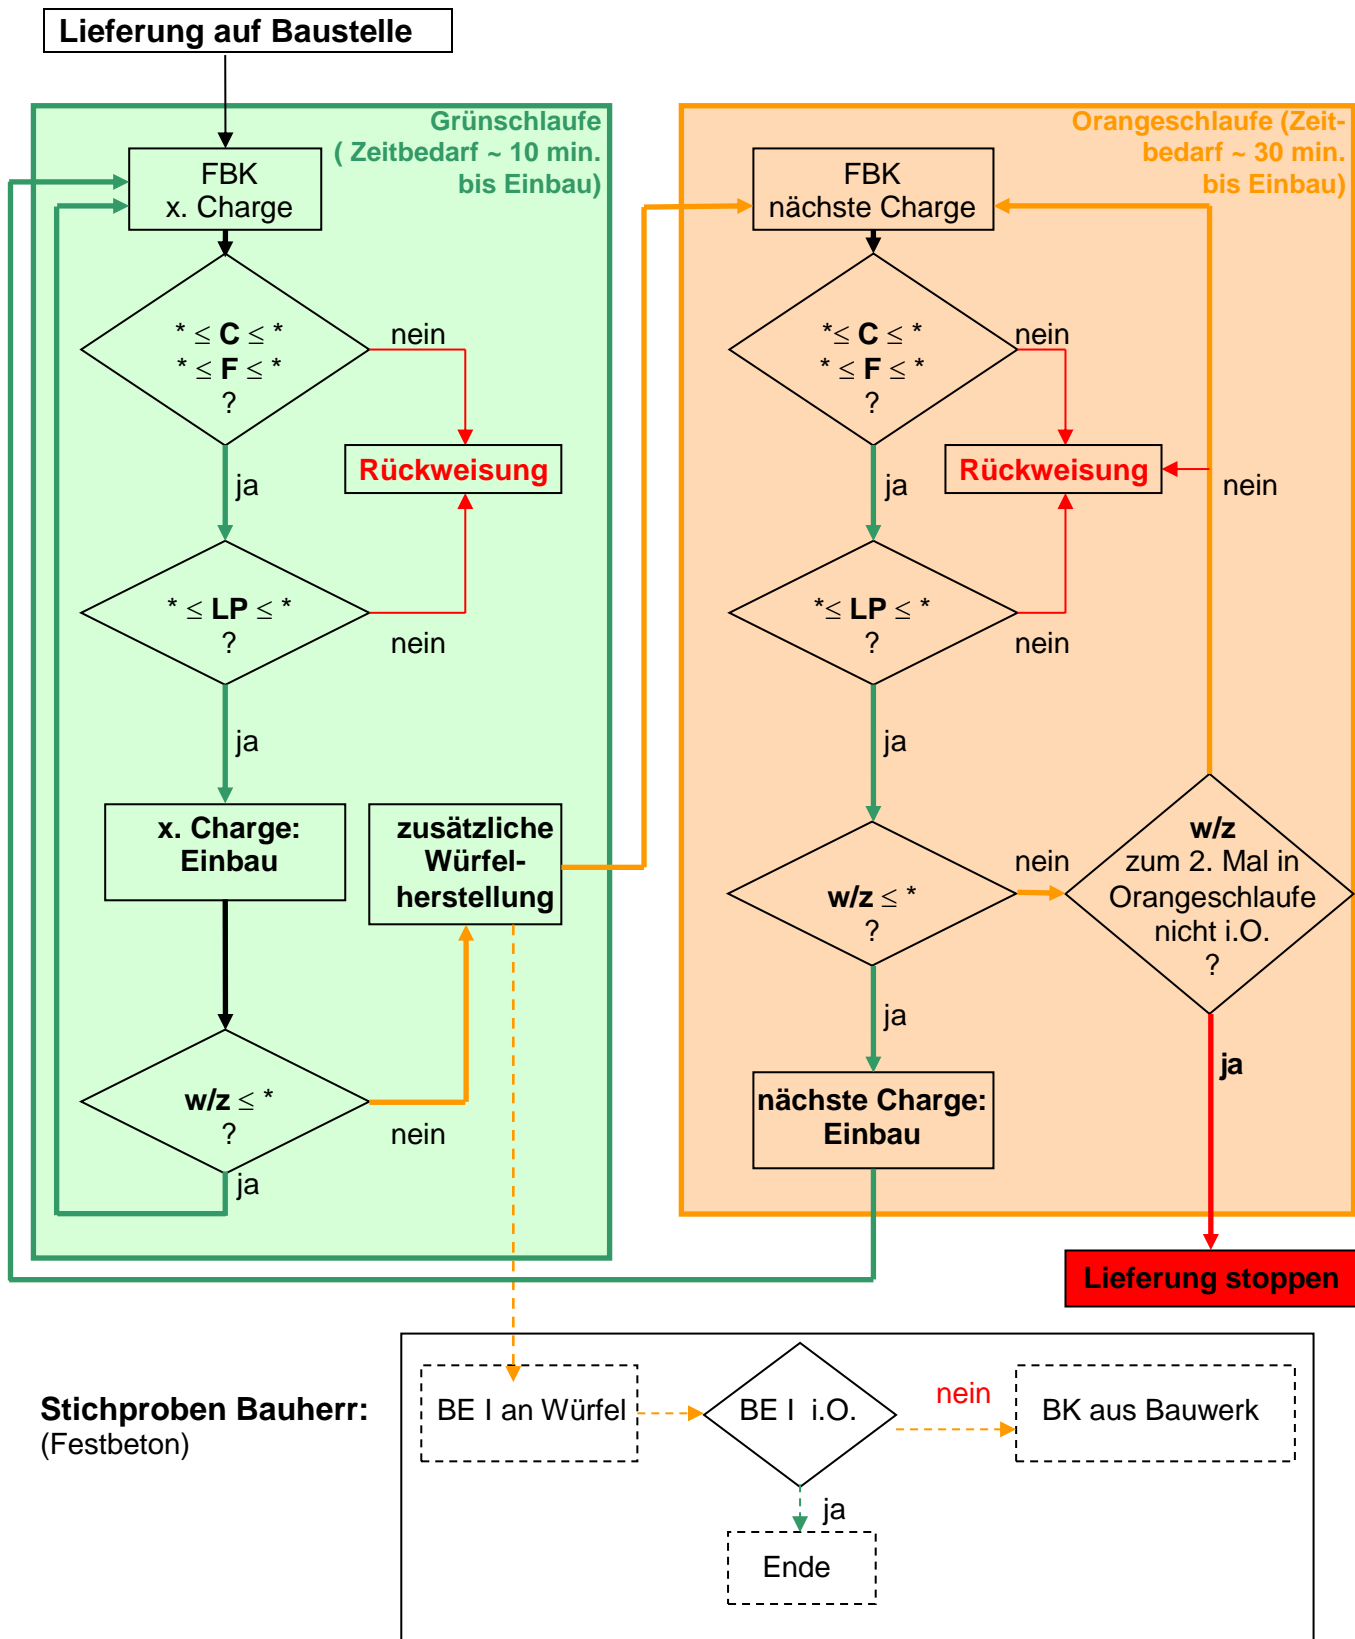 Lieferung auf Baustelle
Grünschlaufe
( Zeitbedarf ~ 10 min.
bis Einbau)
FBK
x. Charge
* ≤ C ≤ *
* ≤ F ≤ *
?
nein
Rückweisung
ja
* ≤ LP ≤ *
?
nein
ja
x. Charge:
Einbau
zusätzliche
Würfel-
herstellung
w/z ≤ *
?
nein
ja
Orangeschlaufe (Zeit-
bedarf ~ 30 min.
bis Einbau)
FBK
nächste Charge
*≤ C ≤ *
* ≤ F ≤ *
?
nein
Rückweisung
nein
ja
*≤ LP ≤ *
?
nein
ja
w/z ≤ *
?
nein
w/z
zum 2. Mal in
Orangeschlaufe
nicht i.O.
?
ja
ja
nächste Charge:
Einbau
Lieferung stoppen
Stichproben Bauherr:
(Festbeton)
BE I an Würfel
BE I i.O.
nein
BK aus Bauwerk
ja
Ende